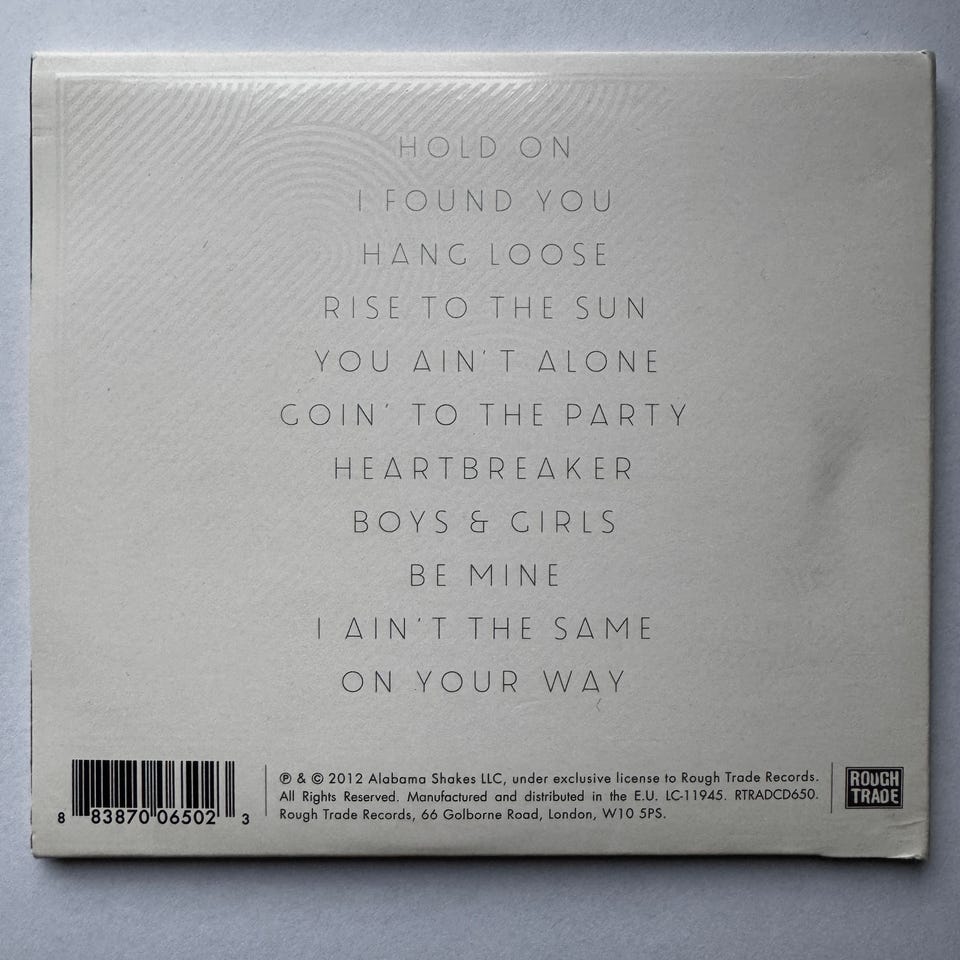 HOLD ON
I FOUND YOU
HANG LOOSE
RISE TO THE SUN
YOU AIN'T ALONE
GOIN' TO THE PARTY
HEARTBREAKER
BOYS & GIRLS
BE MINE
I AIN'T THE SAME
ON YOUR WAY
8 83870 06502 3
℗ & © 2012 Alabama Shakes LLC, under exclusive license to Rough Trade Records.
All Rights Reserved. Manufactured and distributed in the E.U. LC-11945. RTRADCD650.
Rough Trade Records, 66 Golborne Road, London, W10 5PS.
ROUGH
TRADE